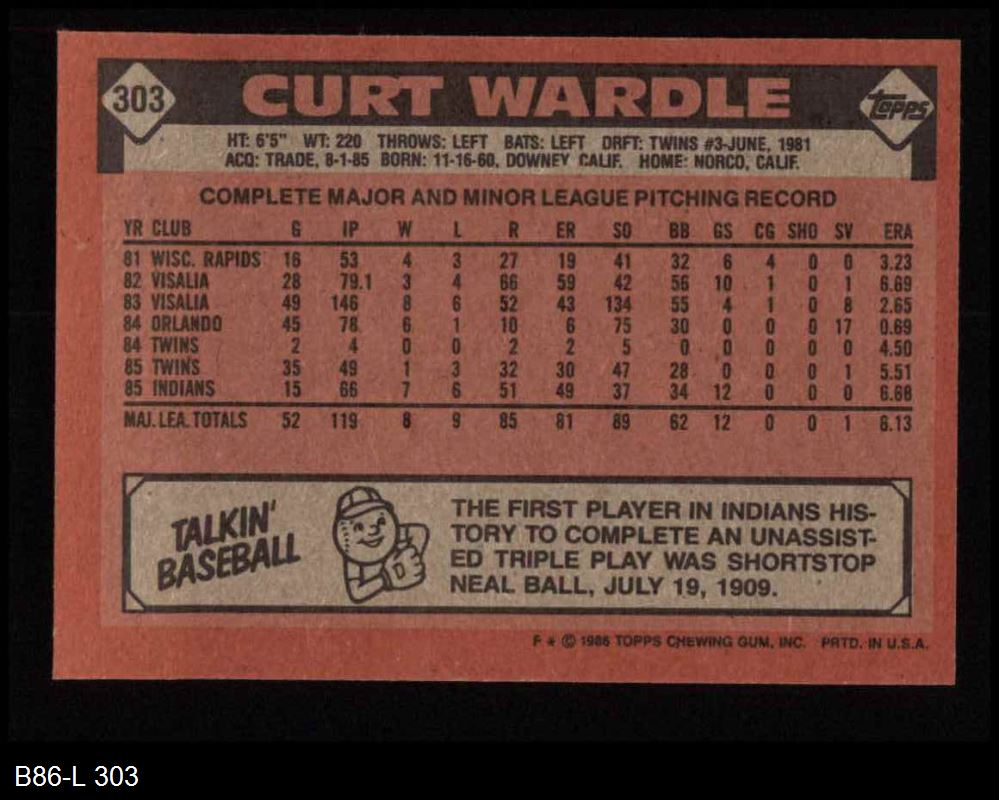 303 CURT WARDLE Topps
HT: 6'5" WT: 220 THROWS: LEFT BATS: LEFT DRFT: TWINS #3-JUNE, 1981
ACQ: TRADE, 8-1-85 BORN: 11-16-60, DOWNEY CALIF. HOME: NORCO, CALIF.
COMPLETE MAJOR AND MINOR LEAGUE PITCHING RECORD
YR CLUB G IP W L R ER SO BB GS CG SHO SV ERA
81 WISC. RAPIDS 16 53 4 3 27 19 41 32 6 4 0 0 3.23
82 VISALIA 28 79.1 3 4 66 59 42 56 10 1 0 1 6.69
83 VISALIA 49 146 8 6 52 43 134 55 4 1 0 8 2.65
84 ORLANDO 45 78 6 1 10 6 75 30 0 0 0 17 0.69
84 TWINS 2 4 0 0 2 2 5 0 0 0 0 0 4.50
85 TWINS 35 49 1 3 32 30 47 28 0 0 0 1 5.51
85 INDIANS 15 66 7 6 51 49 37 34 12 0 0 0 6.68
MAJ. LEA. TOTALS 52 119 8 9 85 81 89 62 12 0 0 1 6.13
TALKIN'
BASEBALL
THE FIRST PLAYER IN INDIANS HIS-
TORY TO COMPLETE AN UNASSIST-
ED TRIPLE PLAY WAS SHORTSTOP
NEAL BALL, JULY 19, 1909.
F * © 1986 TOPPS CHEWING GUM, INC. PRTD. IN U.S.A.
B86-L 303